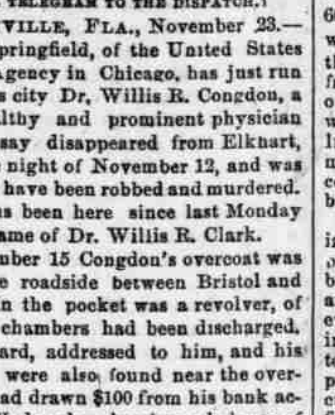 TELEGRAM TO THE DISPATCH.
VILLE, FLA., November 23.—
pringfield, of the United States
gency in Chicago, has just run
s city Dr. Willis R. Congdon, a
lthy and prominent physician
say disappeared from Elkhart,
night of November 12, and was
have been robbed and murdered.
as been here since last Monday
ame of Dr. Willis R. Clark.
mber 15 Congdon's overcoat was
e roadside between Bristol and
n the pocket was a revolver, of
chambers had been discharged.
ard, addressed to him, and his
were also found near the over-
ad drawn $100 from his bank ac-